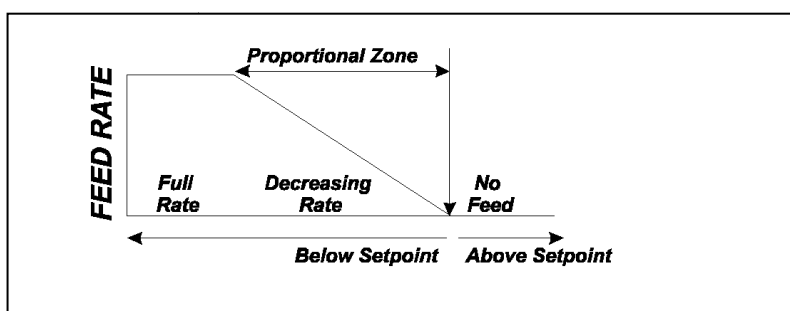 Proportional Zone
FEED RATE
Full
Rate
Decreasing
Rate
No
Feed
Below Setpoint
Above Setpoint